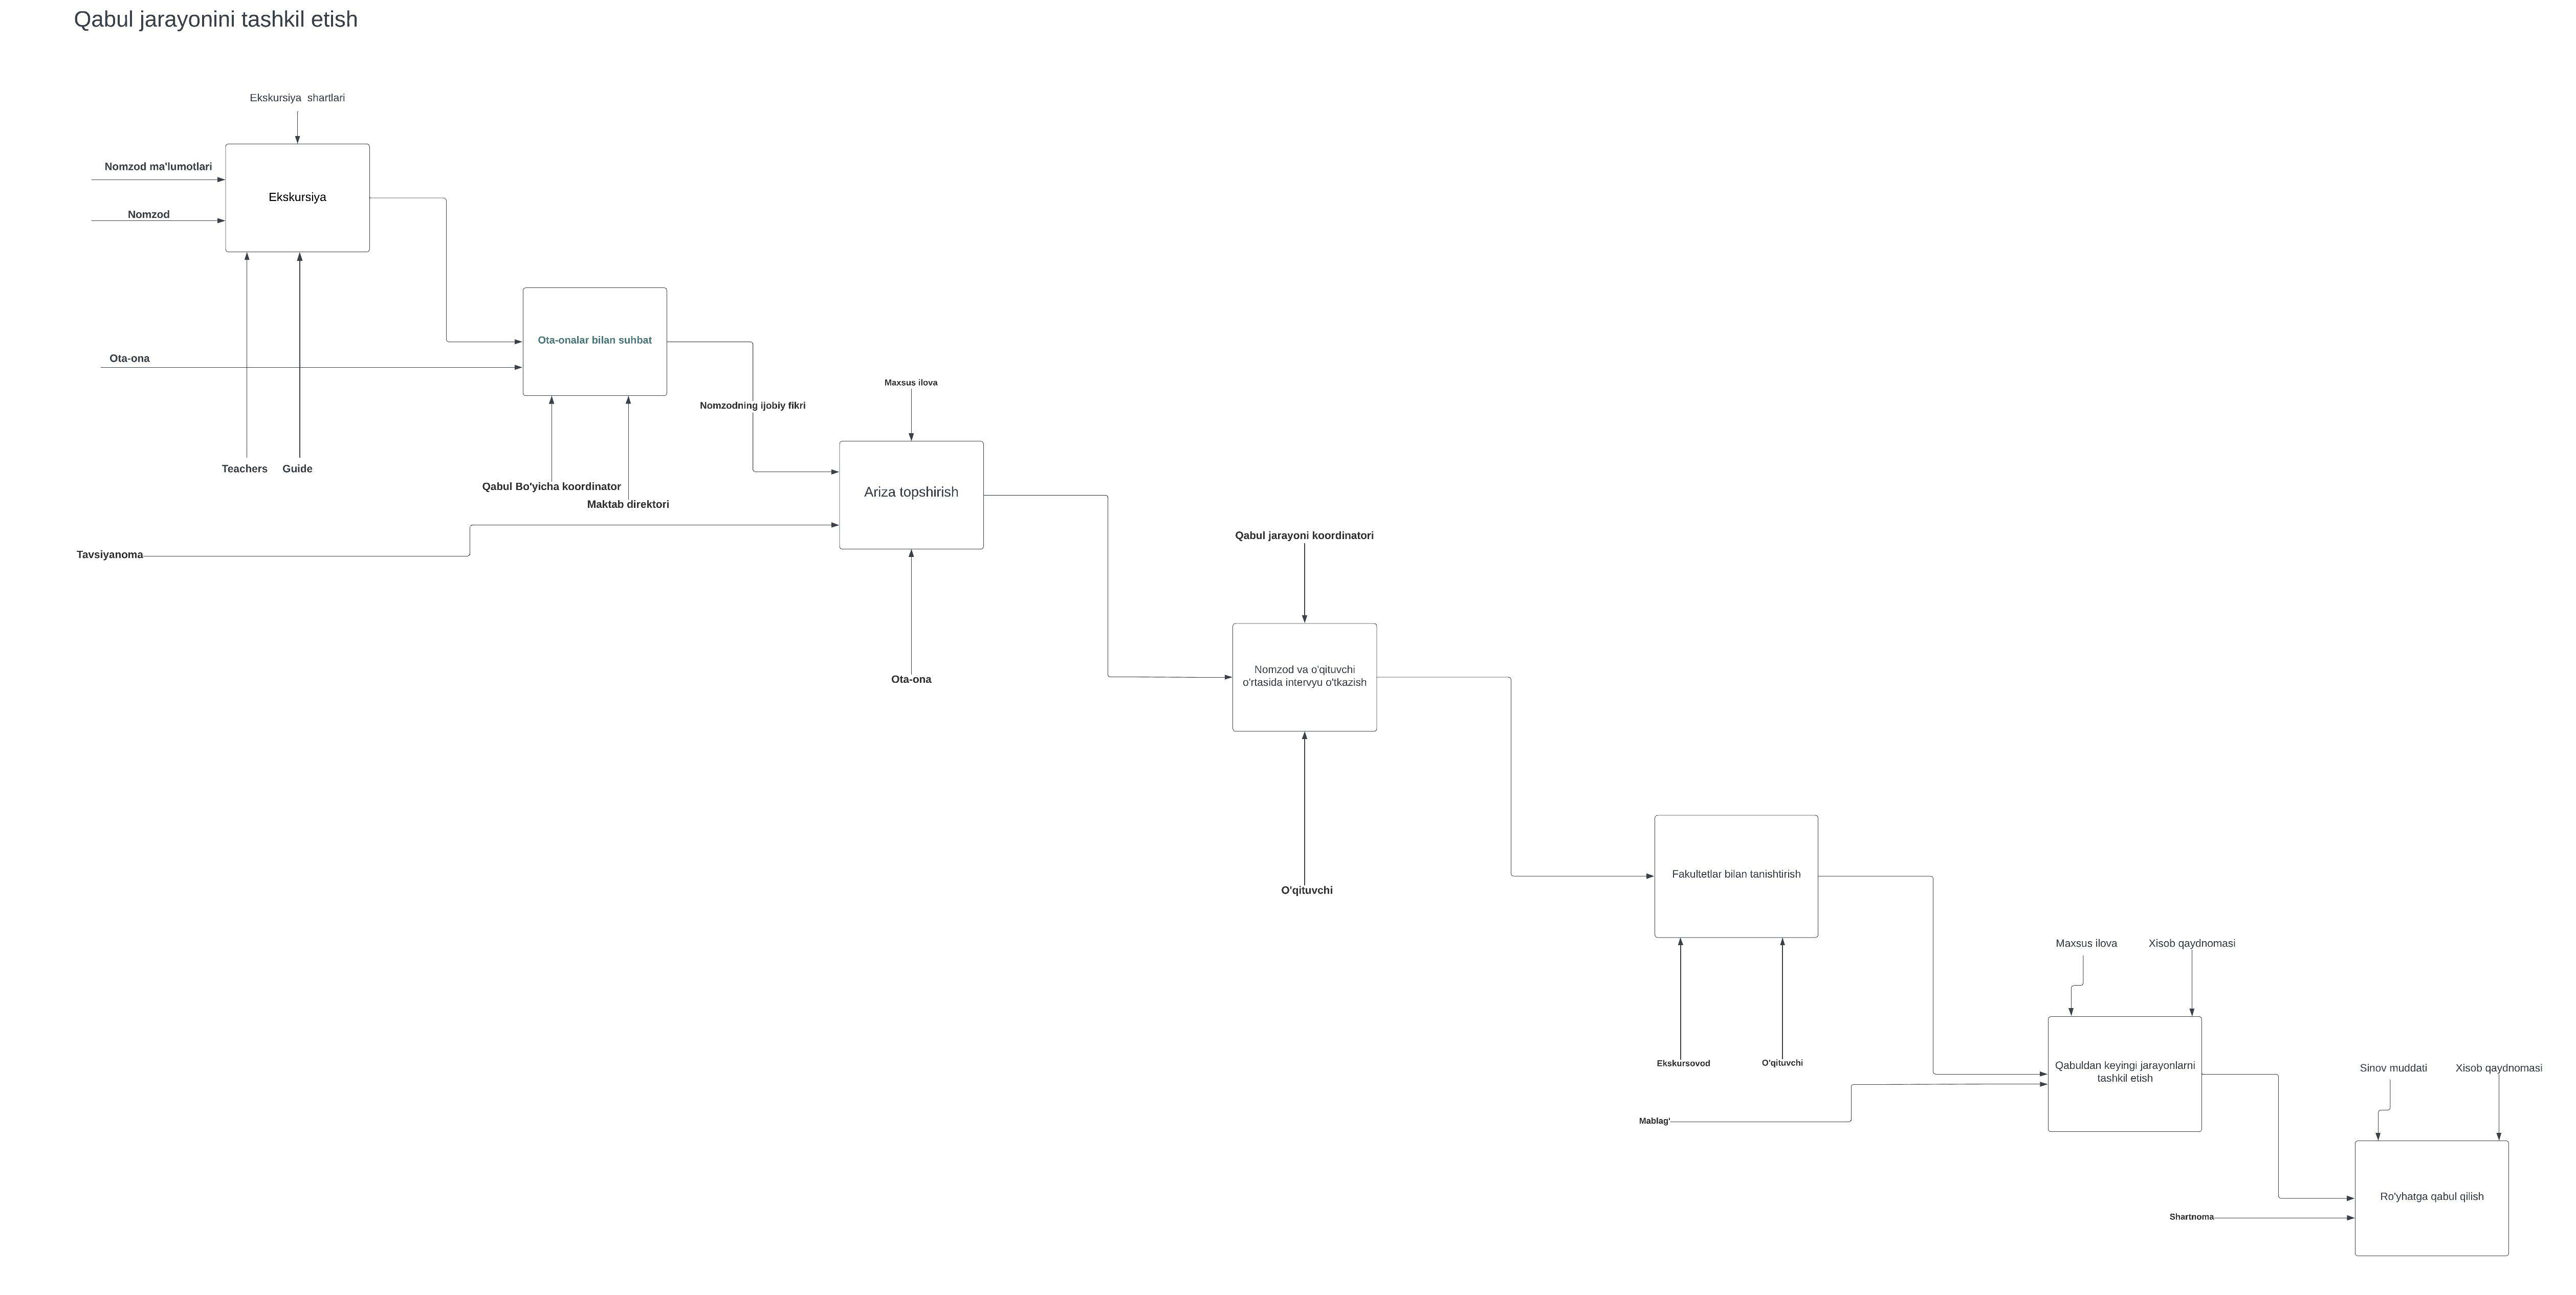 Qabul jarayonini tashkil etish
Ekskursiya shartlari
Nomzod ma'lumotlari
Ekskursiya
Nomzod
Ota-onalar bilan suhbat
Ota-ona
Maxsus ilova
Nomzodning ijobiy fikri
Teachers
Guide
Qabul Bo'yicha koordinator
Maktab direktori
Ariza topshirish
Tavsiyanoma
Qabul jarayoni koordinatori
Ota-ona
Nomzod va o'qituvchi
o'rtasida intervyu o'tkazish
O'qituvchi
Fakultetlar bilan tanishtirish
Maxsus ilova
Xisob qaydnomasi
Ekskursovod
O'qituvchi
Qabuldan keyingi jarayonlarni
tashkil etish
Sinov muddati
Xisob qaydnomasi
Mablag'
Ro'yhatga qabul qilish
Shartnoma